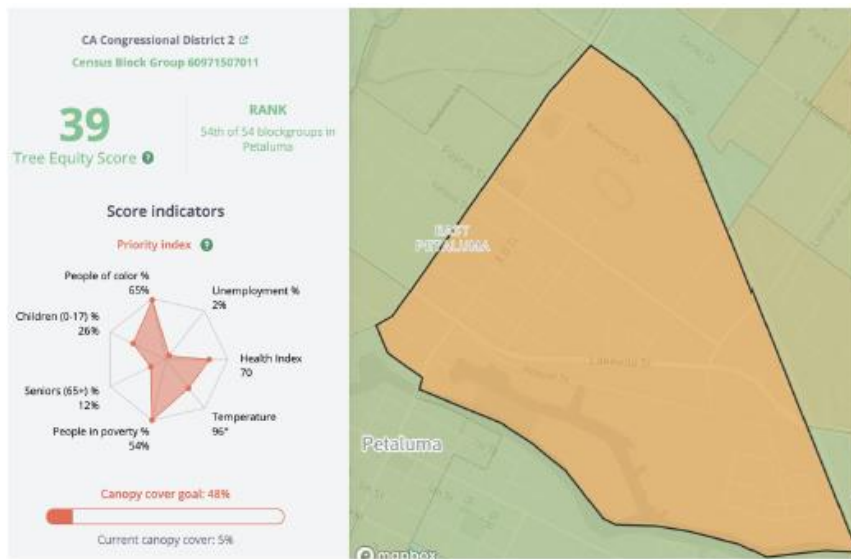 CA Congressional District 2
Census Block Group 60971507011
39
Tree Equity Score ?
RANK
54th of 54 blockgroups in
Petaluma
Score indicators
Priority index ?
People of color %
65%
Unemployment %
2%
Children (0-17) %
26%
Health Index
70
Seniors (65+) %
12%
Temperature
96°
People in poverty %
54%
Canopy cover goal: 48%
Current canopy cover: 5%
EAST
PETALUMA
Lakeville St
Petaluma
mapbox